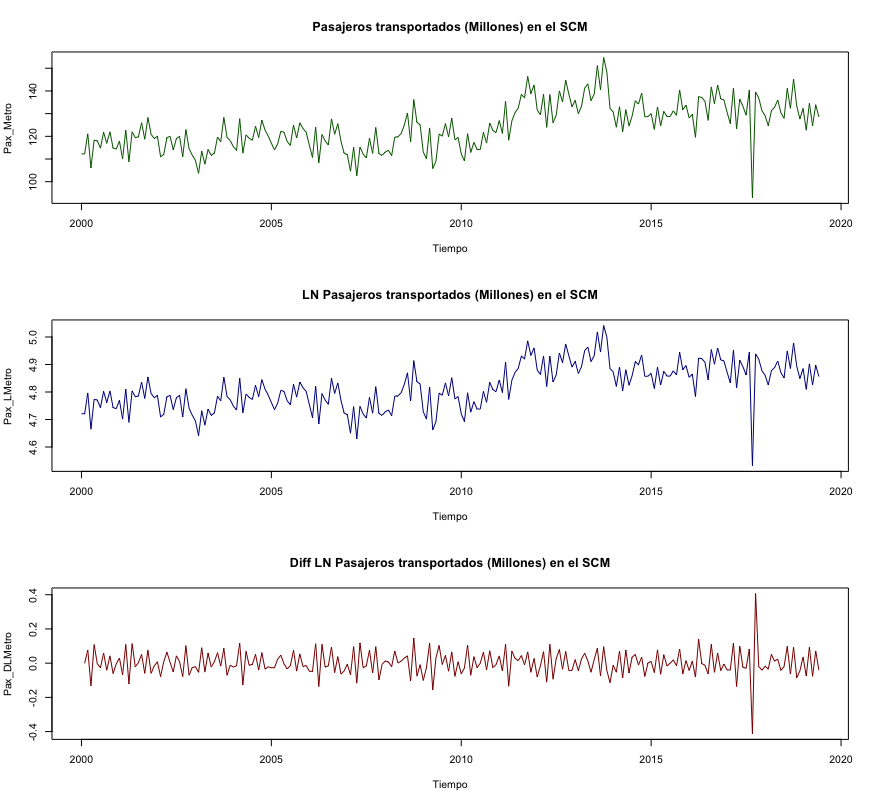 Pasajeros transportados (Millones) en el SCM
Pax_Metro
140
120
100
2000 2005 2010 2015 2020
Tiempo
LN Pasajeros transportados (Millones) en el SCM
Pax_LMetro
5.0
4.9
4.8
4.7
4.6
2000 2005 2010 2015 2020
Tiempo
Diff LN Pasajeros transportados (Millones) en el SCM
Pax_DLMetro
0.4
0.2
0.0
-0.2
-0.4
2000 2005 2010 2015 2020
Tiempo